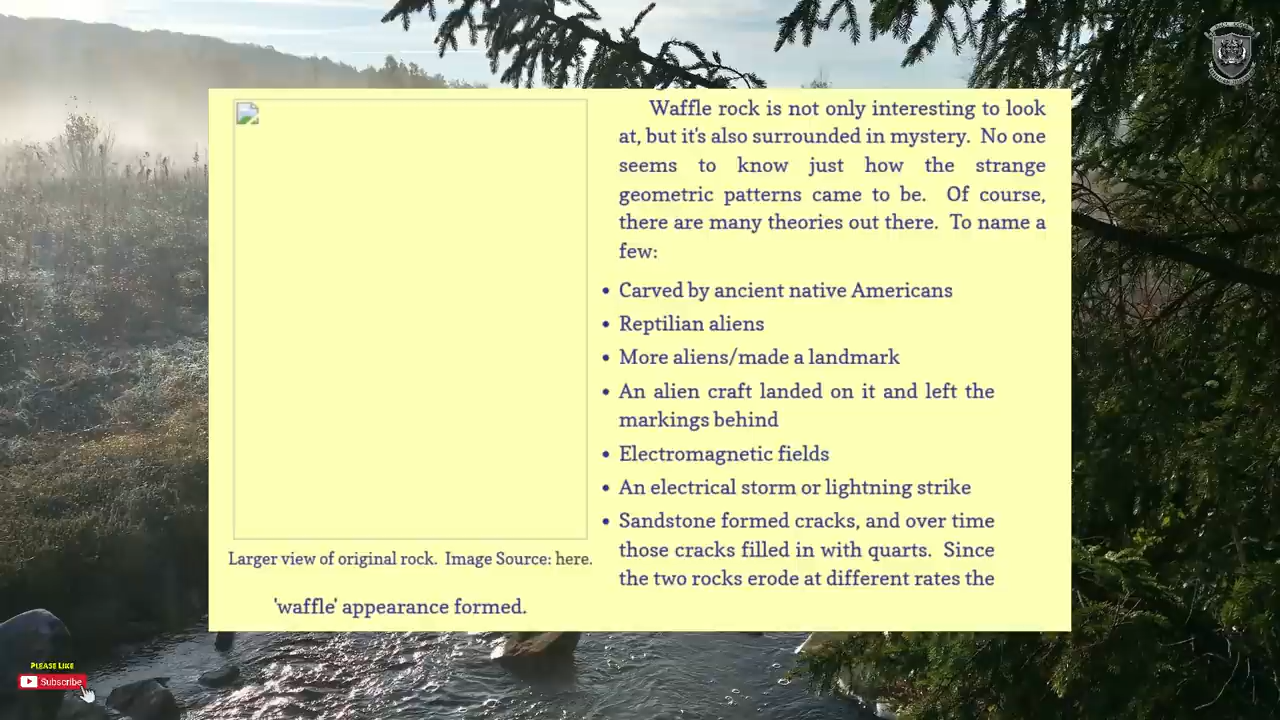 Waffle rock is not only interesting to look
at, but it's also surrounded in mystery.  No one
seems to know just how the strange
geometric patterns came to be.  Of course,
there are many theories out there.  To name a
few:
• Carved by ancient native Americans
• Reptilian aliens
• More aliens/made a landmark
• An alien craft landed on it and left the
markings behind
• Electromagnetic fields
• An electrical storm or lightning strike
• Sandstone formed cracks, and over time
those cracks filled in with quarts.  Since
the two rocks erode at different rates the
'waffle' appearance formed.
Larger view of original rock.  Image Source: here.
PLEASE LIKE
Subscribe